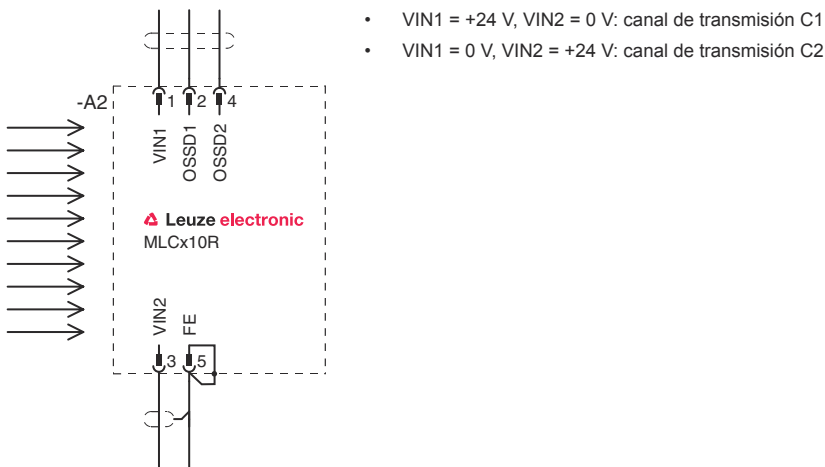 • VIN1 = +24 V, VIN2 = 0 V: canal de transmisión C1
• VIN1 = 0 V, VIN2 = +24 V: canal de transmisión C2
-A2
1 2 4
VIN1
OSSD1
OSSD2
Leuze electronic
MLCx10R
VIN2
FE
3 5